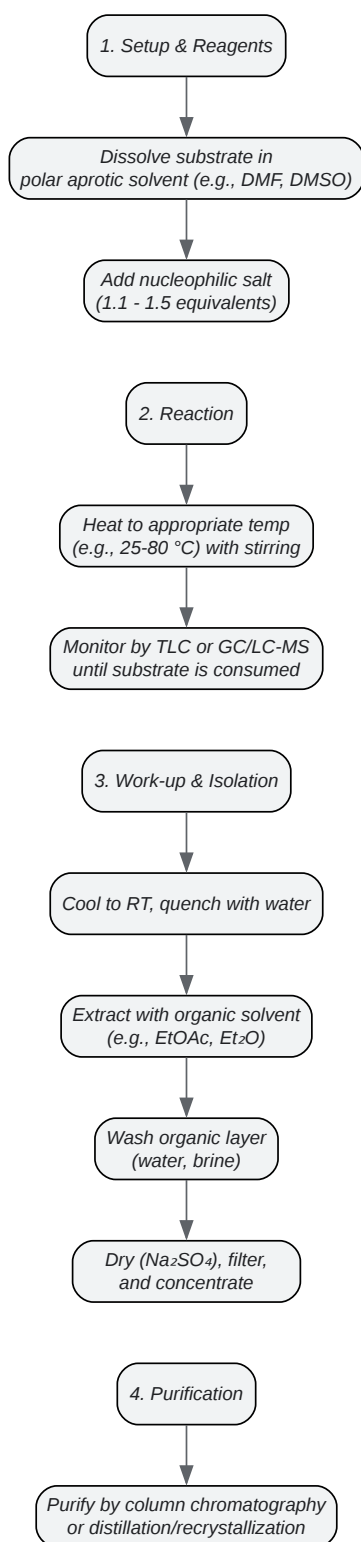 1. Setup & Reagents
Dissolve substrate in
polar aprotic solvent (e.g., DMF, DMSO)
Add nucleophilic salt
(1.1 - 1.5 equivalents)
2. Reaction
Heat to appropriate temp
(e.g., 25-80 °C) with stirring
Monitor by TLC or GC/LC-MS
until substrate is consumed
3. Work-up & Isolation
Cool to RT, quench with water
Extract with organic solvent
(e.g., EtOAc, Et₂O)
Wash organic layer
(water, brine)
Dry (Na₂SO₄), filter,
and concentrate
4. Purification
Purify by column chromatography
or distillation/recrystallization